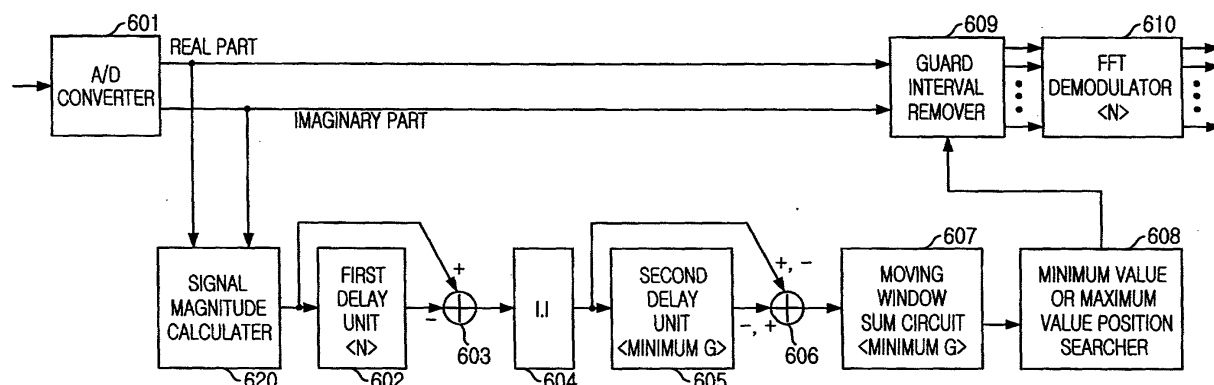 601
A/D
CONVERTER
REAL PART
IMAGINARY PART
609
GUARD
INTERVAL
REMOVER
610
FFT
DEMODULATOR
<N>
SIGNAL
MAGNITUDE
CALCULATER
620
FIRST
DELAY
UNIT
<N>
602
+
-
603
I.I
604
SECOND
DELAY
UNIT
<MINIMUM G>
605
+, -
-, +
606
607
MOVING
WINDOW
SUM CIRCUIT
<MINIMUM G>
608
MINIMUM VALUE
OR MAXIMUM
VALUE POSITION
SEARCHER